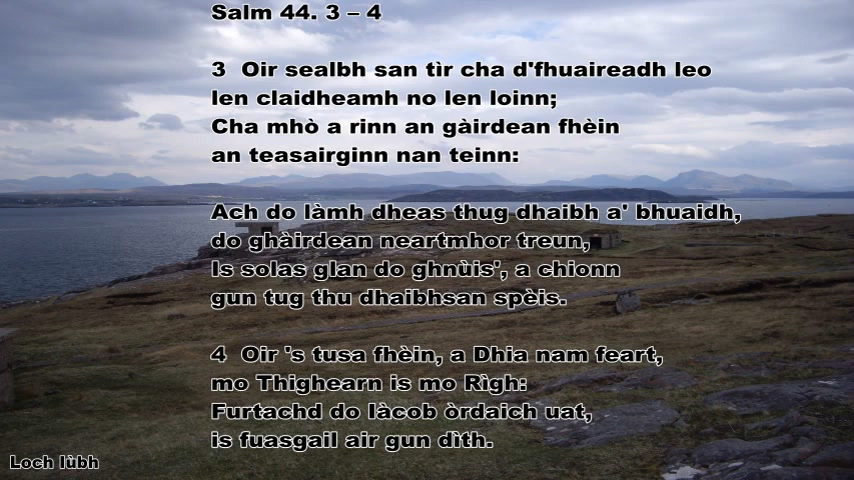 Salm 44. 3 – 4
3 Oir sealbh san tìr cha d'fhuaireadh leo
len claidheamh no len loinn;
Cha mhò a rinn an gàirdean fhèin
an teasairginn nan teinn:
Ach do làmh dheas thug dhaibh a' bhuaidh,
do ghàirdean neartmhor treun,
Is solas glan do ghnùis', a chionn
gun tug thu dhaibhsan spèis.
4 Oir 's tusa fhèin, a Dhia nam feart,
mo Thighearn is mo Rìgh:
Furtachd do Iàcob òrdaich uat,
is fuasgail air gun dìth.
Loch Iùbh